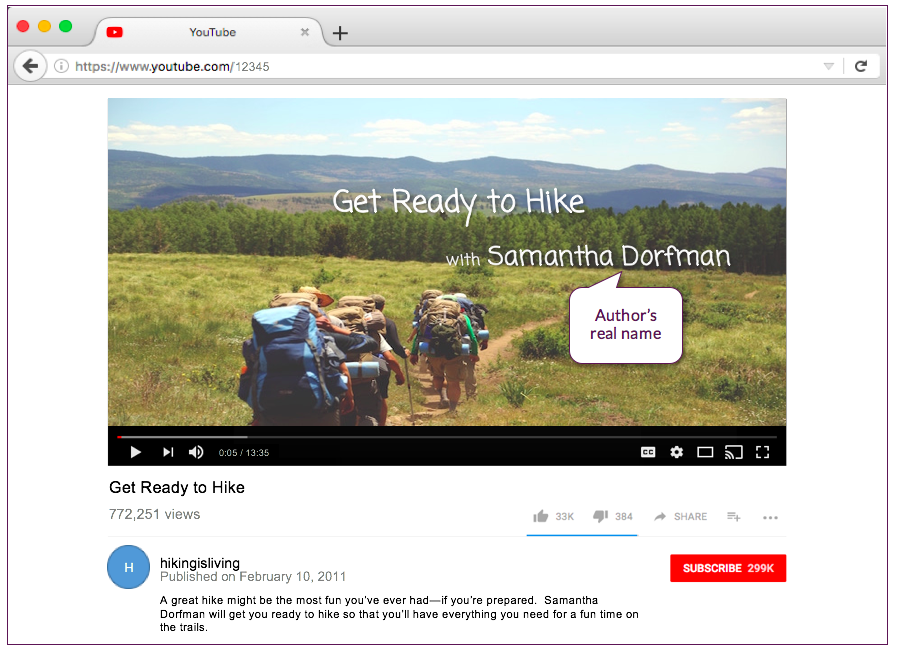 YouTube
https://www.youtube.com/12345
Get Ready to Hike
with Samantha Dorfman
Author's
real name
0:05 / 13:35
CC
Get Ready to Hike
772,251 views
33K 384 SHARE
H
hikingisliving
Published on February 10, 2011
SUBSCRIBE 299K
A great hike might be the most fun you've ever had—if you're prepared.  Samantha
Dorfman will get you ready to hike so that you'll have everything you need for a fun time on
the trails.